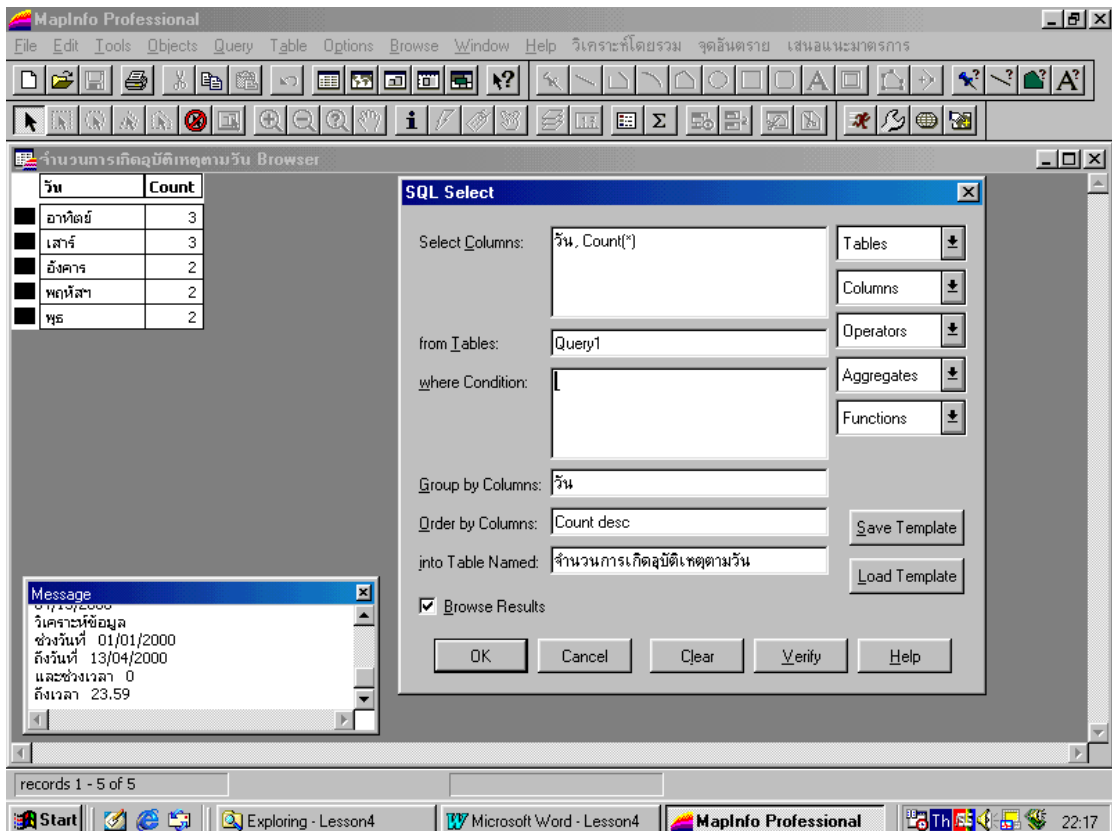 MapInfo Professional
File Edit Tools Objects Query Table Options Browse Window Help วิเคราะห์โดยรวม จุดอันตราย เสนอแนะมาตรการ
จำนวนการเกิดอุบัติเหตุตามวัน Browser
วัน Count
อาทิตย์ 3
เสาร์ 3
อังคาร 2
พฤหัสฯ 2
พุธ 2
SQL Select
Select Columns: วัน, Count(*) Tables
Columns
Operators
from Tables: Query1
where Condition: Aggregates
Functions
Group by Columns: วัน
Order by Columns: Count desc Save Template
into Table Named: จำนวนการเกิดอุบัติเหตุตามวัน Load Template
Browse Results
OK Cancel Clear Verify Help
Message
วิเคราะห์ข้อมูล
ช่วงวันที่ 01/01/2000
ถึงวันที่ 13/04/2000
และช่วงเวลา 0
ถึงเวลา 23.59
records 1 - 5 of 5
Start Exploring - Lesson4 Microsoft Word - Lesson4 MapInfo Professional Th 22:17